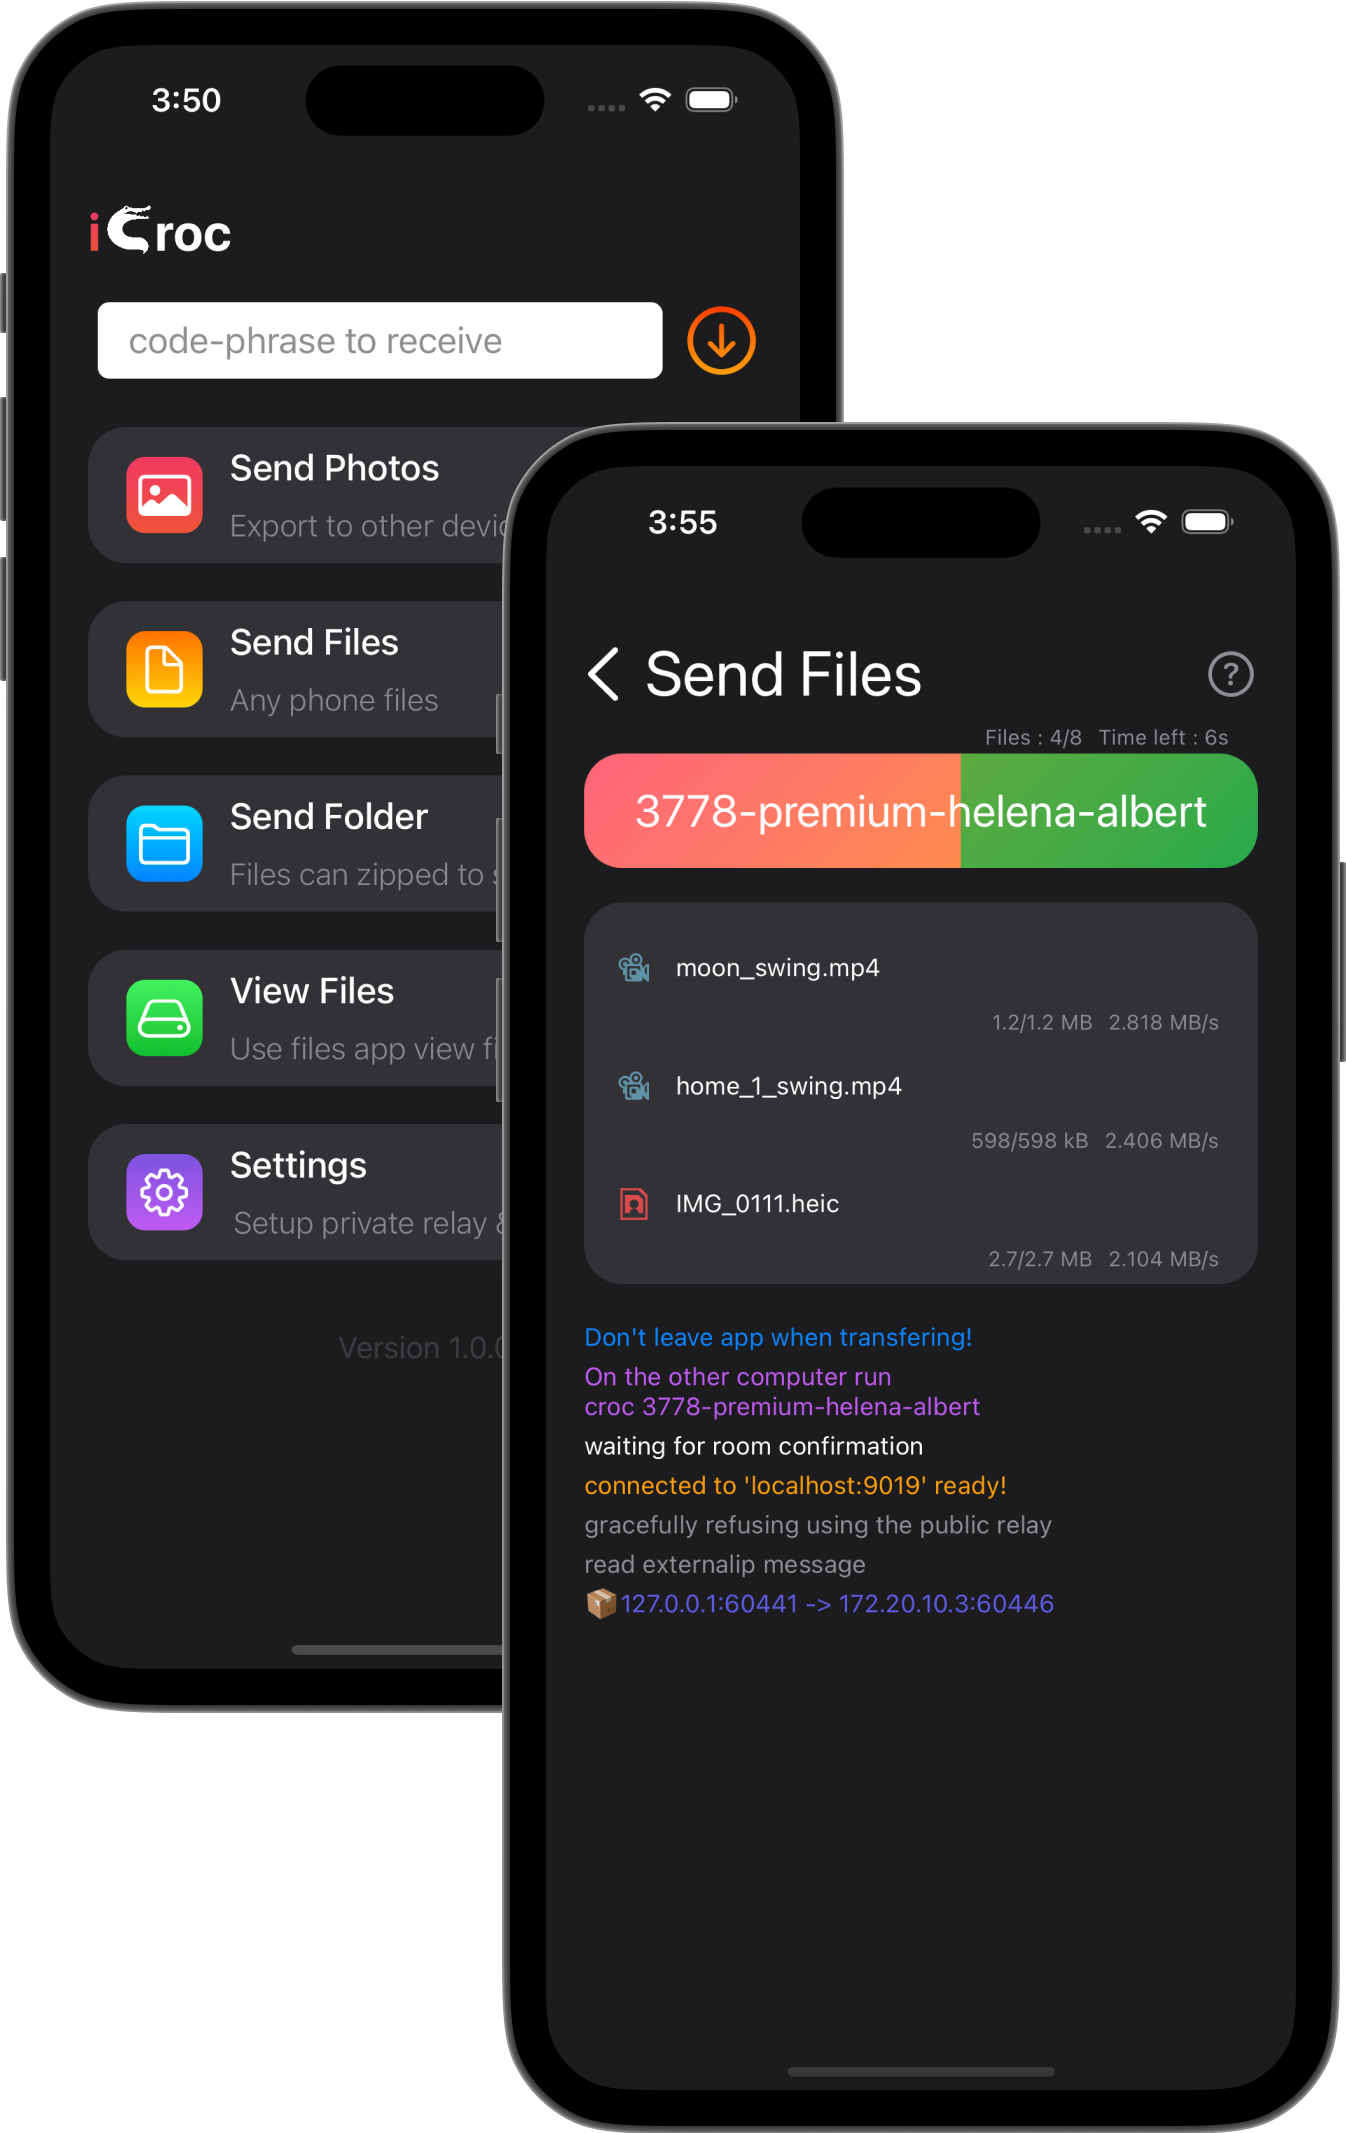 3:50
iCroc
code-phrase to receive
Send Photos
Export to other
Send Files
Any phone files
Send Folder
Files can zipped to
View Files
Use files app view
Settings
Setup private relay &
Version 1.0.0
3:55
Send Files
?
Files : 4/8 Time left : 6s
3778-premium-helena-albert
moon_swing.mp4
1.2/1.2 MB 2.818 MB/s
home_1_swing.mp4
598/598 kB 2.406 MB/s
IMG_0111.heic
2.7/2.7 MB 2.104 MB/s
Don't leave app when transfering!
On the other computer run
croc 3778-premium-helena-albert
waiting for room confirmation
connected to 'localhost:9019' ready!
gracefully refusing using the public relay
read externalip message
127.0.0.1:60441 -> 172.20.10.3:60446